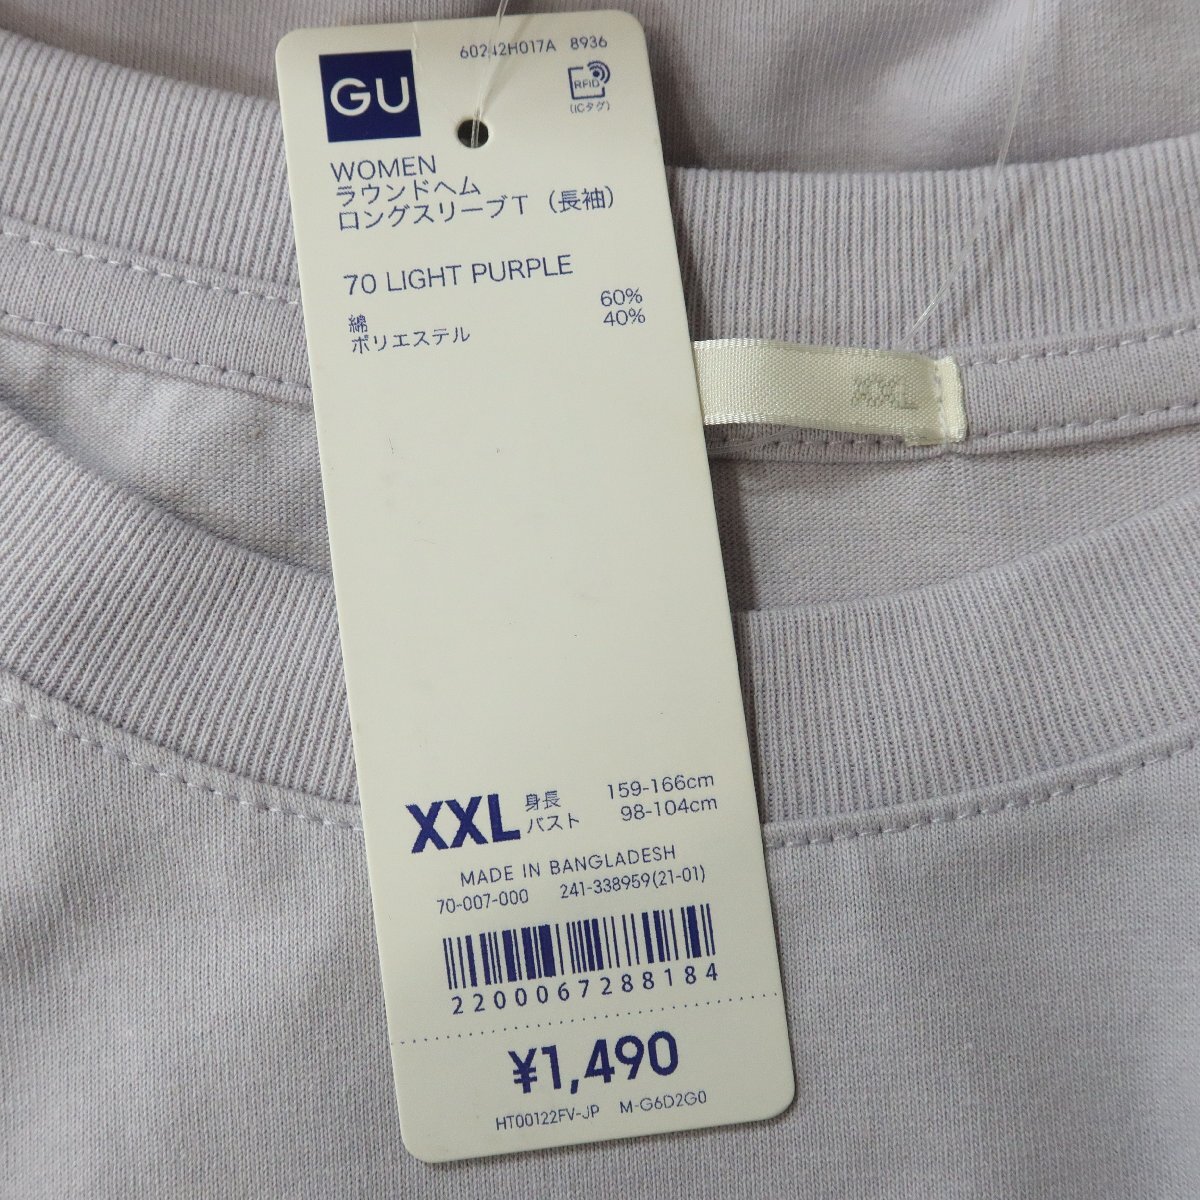 60242H017A 8936
GU
RFID
(ICタグ)
WOMEN
ラウンドヘム
ロングスリーブT（長袖）
70 LIGHT PURPLE
綿 60%
ポリエステル 40%
XXL
XXL 身長 159-166cm
バスト 98-104cm
MADE IN BANGLADESH
70-007-000 241-338959(21-01)
2200067288184
¥1,490
HT00122FV-JP M-G6D2G0